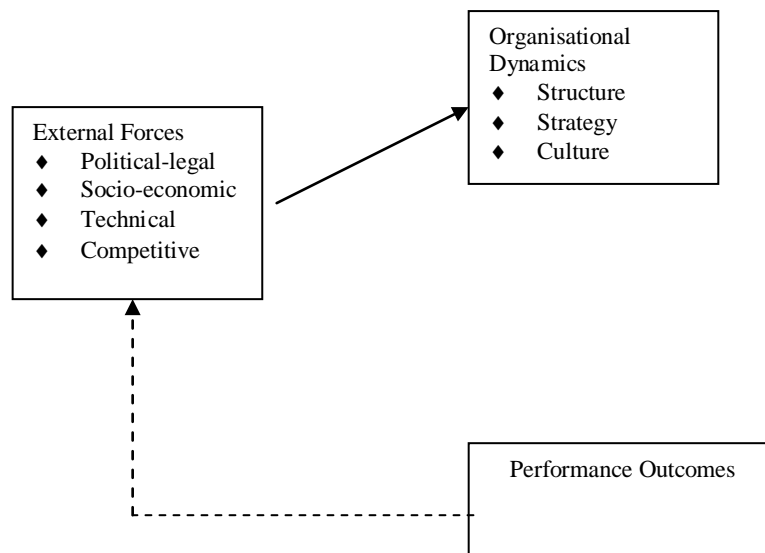 Organisational
Dynamics
♦ Structure
♦ Strategy
♦ Culture
External Forces
♦ Political-legal
♦ Socio-economic
♦ Technical
♦ Competitive
Performance Outcomes